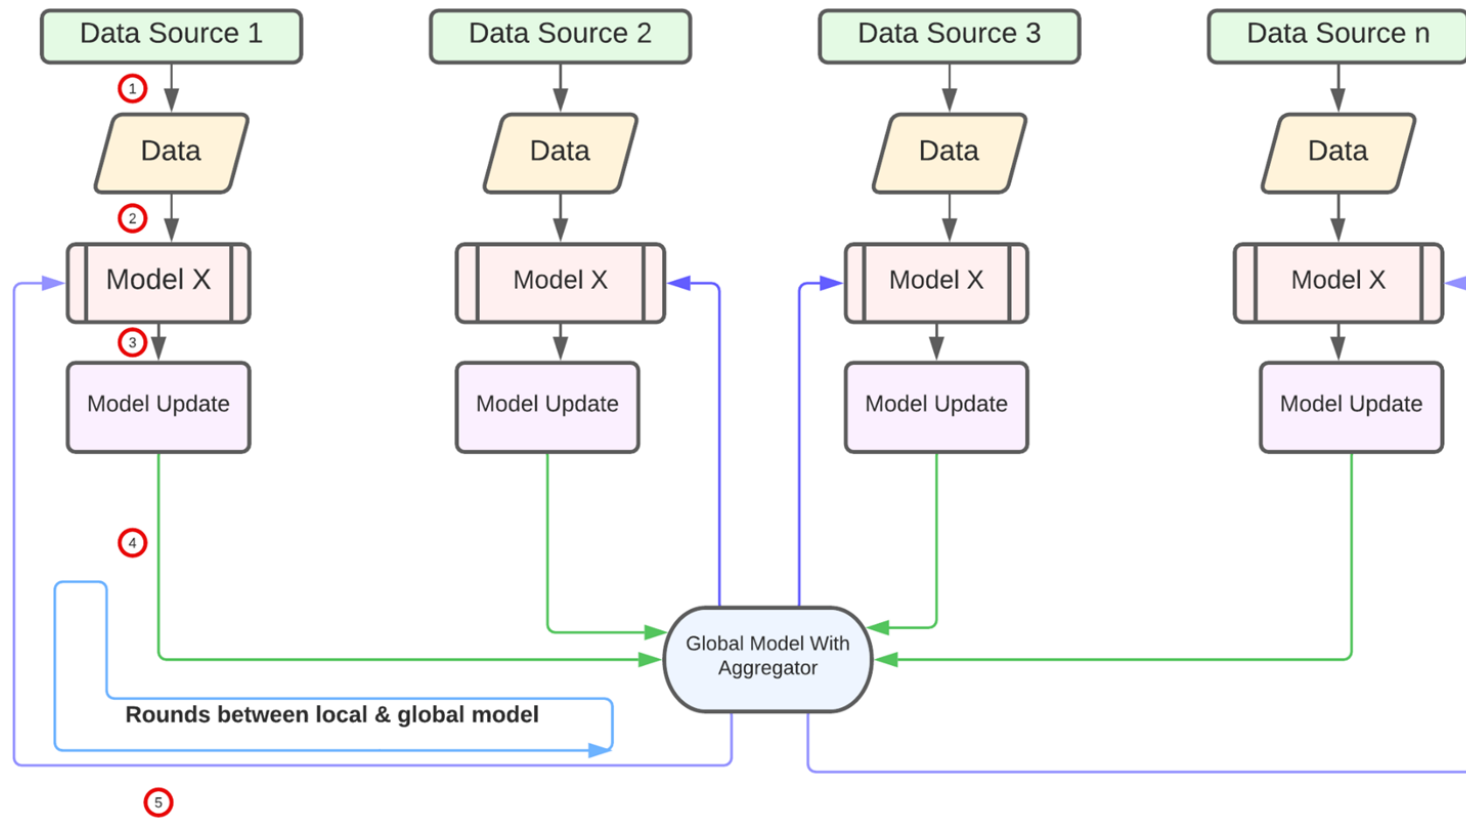 Data Source 1
Data Source 2
Data Source 3
Data Source n
1
Data
Data
Data
Data
2
Model X
Model X
Model X
Model X
3
Model Update
Model Update
Model Update
Model Update
4
Global Model With
Aggregator
Rounds between local & global model
5